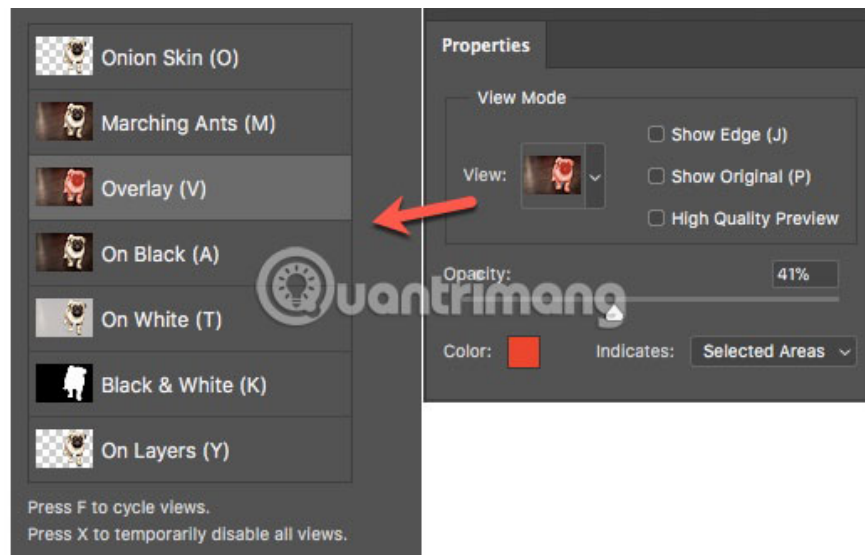 Onion Skin (O)
Marching Ants (M)
Overlay (V)
On Black (A)
On White (T)
Black & White (K)
On Layers (Y)
Press F to cycle views.
Press X to temporarily disable all views.
Properties
View Mode
View:
Show Edge (J)
Show Original (P)
High Quality Preview
Opacity:
41%
Color:
Indicates:
Selected Areas
Quantrimang